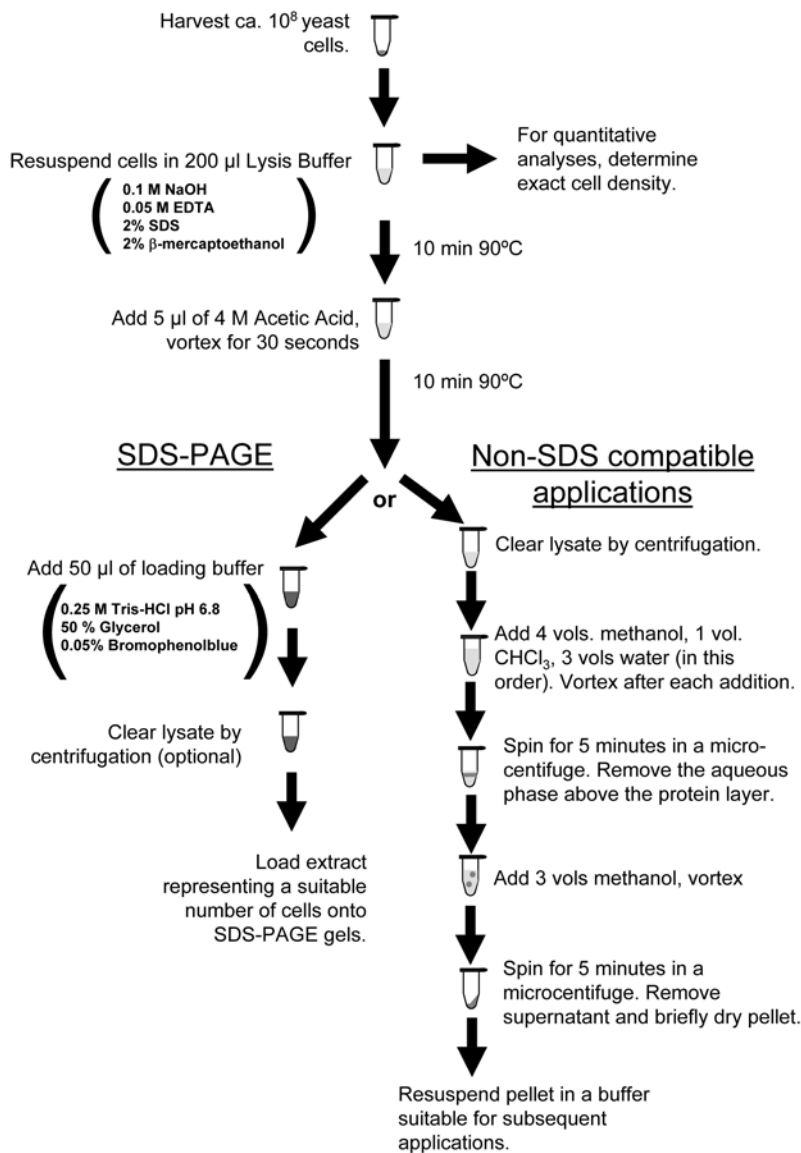 Harvest ca. 10⁸ yeast
cells.
Resuspend cells in 200 µl Lysis Buffer
0.1 M NaOH
0.05 M EDTA
2% SDS
2% β-mercaptoethanol
For quantitative
analyses, determine
exact cell density.
10 min 90ºC
Add 5 µl of 4 M Acetic Acid,
vortex for 30 seconds
10 min 90ºC
or
SDS-PAGE
Add 50 µl of loading buffer
0.25 M Tris-HCl pH 6.8
50 % Glycerol
0.05% Bromophenolblue
Clear lysate by
centrifugation (optional)
Load extract
representing a suitable
number of cells onto
SDS-PAGE gels.
Non-SDS compatible
applications
Clear lysate by centrifugation.
Add 4 vols. methanol, 1 vol.
CHCl₃, 3 vols water (in this
order). Vortex after each addition.
Spin for 5 minutes in a micro-
centifuge. Remove the aqueous
phase above the protein layer.
Add 3 vols methanol, vortex
Spin for 5 minutes in a
microcentifuge. Remove
supernatant and briefly dry pellet.
Resuspend pellet in a buffer
suitable for subsequent
applications.